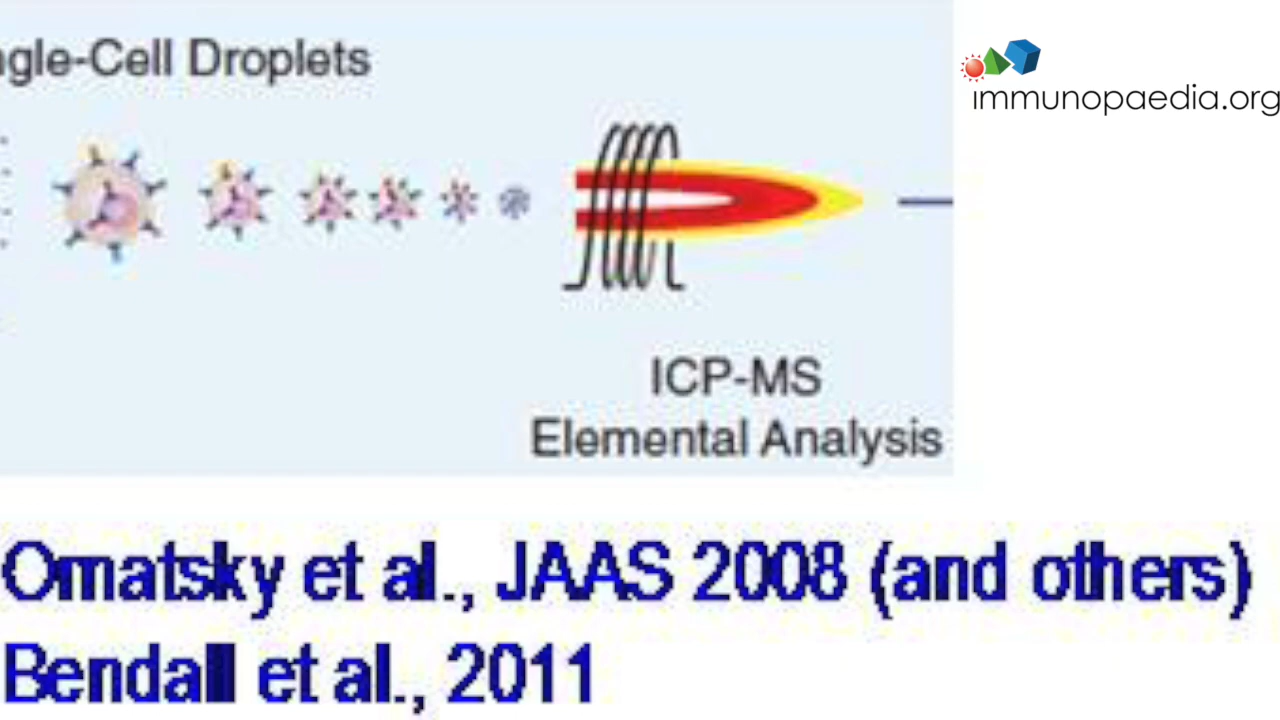 ngle-Cell Droplets
immunopaedia.org
ICP-MS
Elemental Analysis
Ornatsky et al., JAAS 2008 (and others)
Bendall et al., 2011